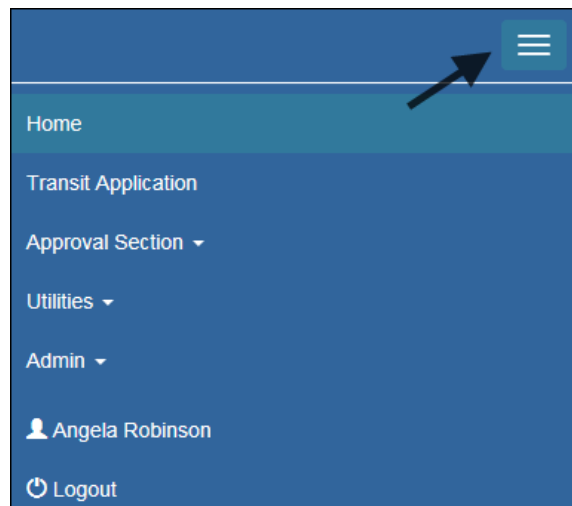 Home
Transit Application
Approval Section
Utilities
Admin
Angela Robinson
Logout